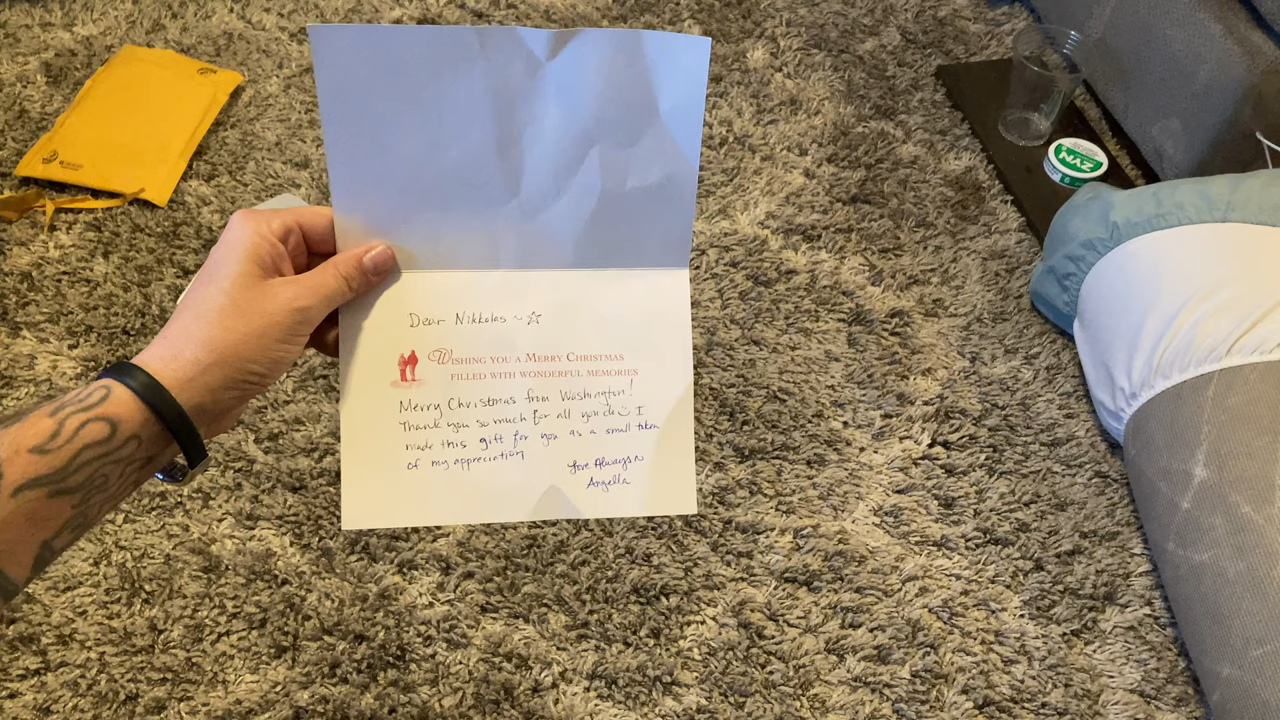 ZYN
Dear Nikkolas ~ ☆
WISHING YOU A MERRY CHRISTMAS
FILLED WITH WONDERFUL MEMORIES
Merry Christmas from Washington!
Thank you so much for all you do☺ I
made this gift for you as a small token
of my appreciation
Love Always~
Angella